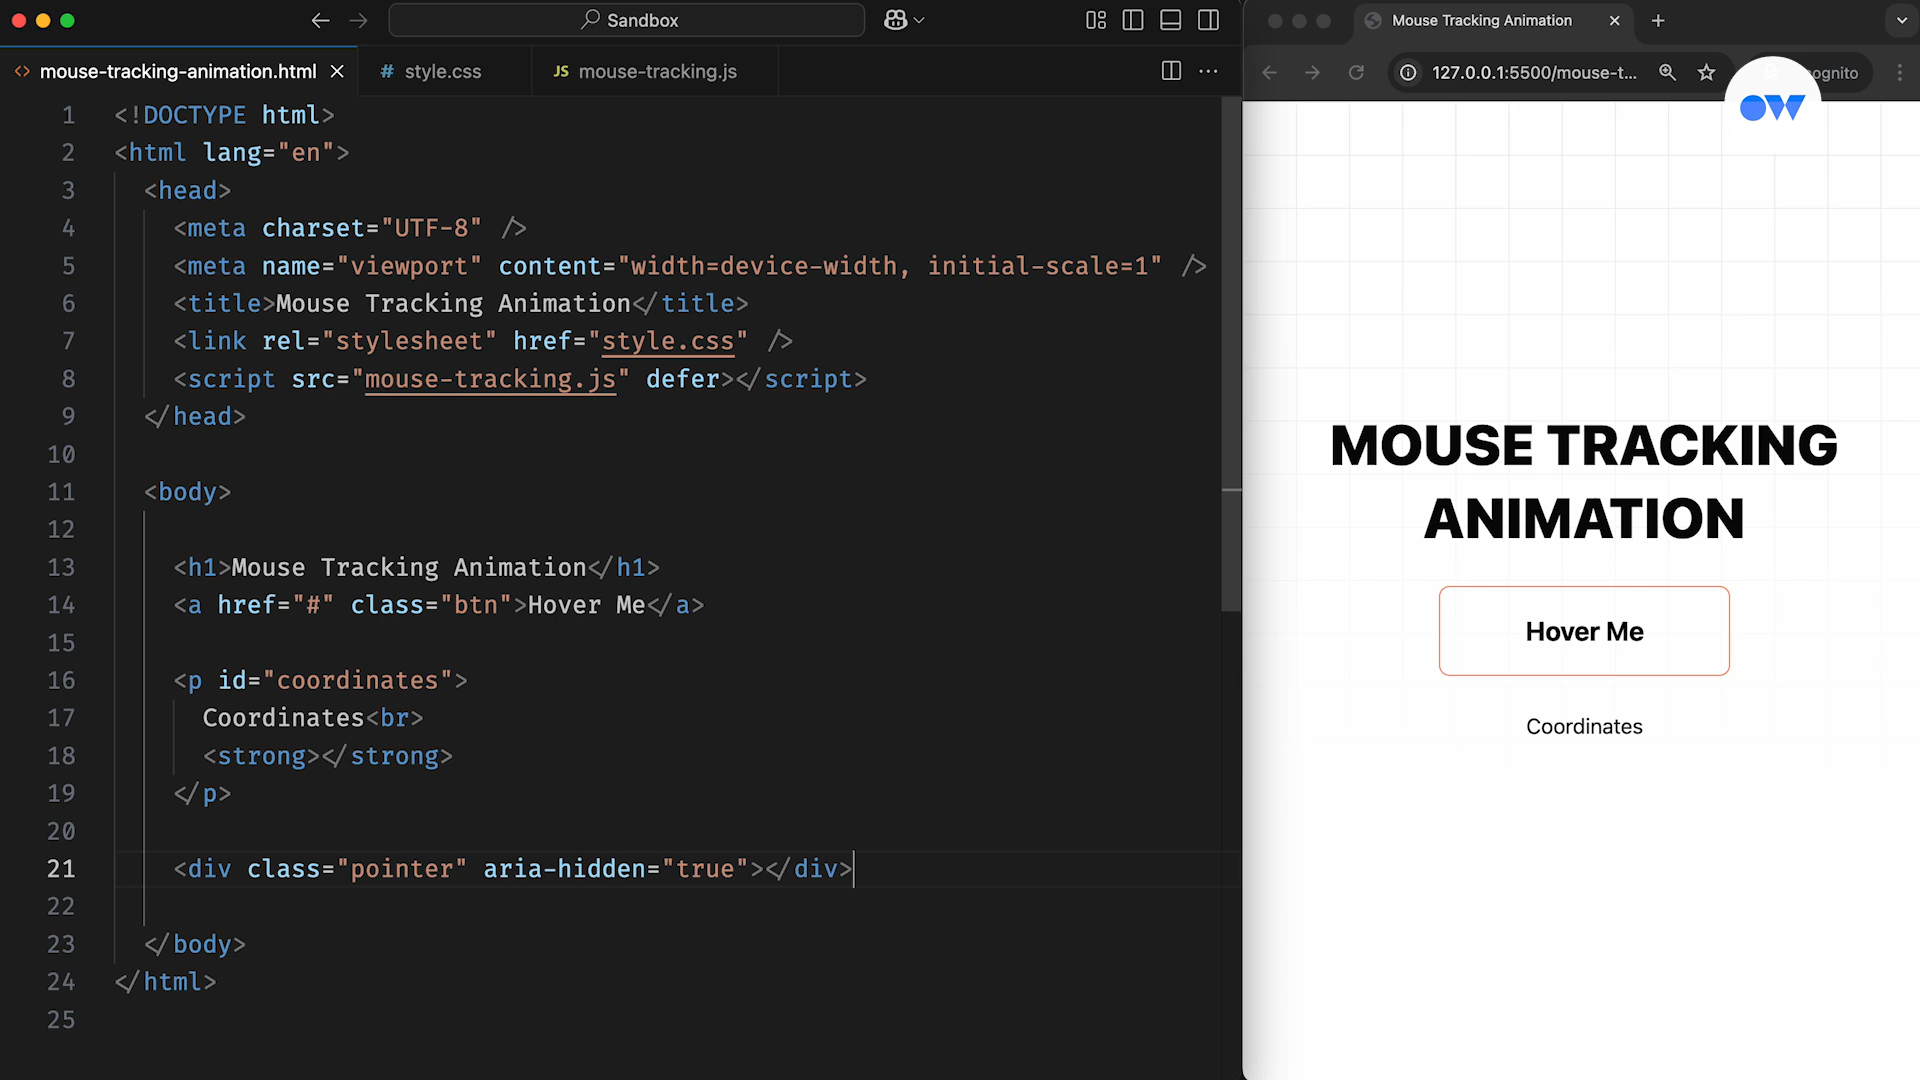 Sandbox
mouse-tracking-animation.html
# style.css
JS mouse-tracking.js
1 <!DOCTYPE html>
2 <html lang="en">
3 <head>
4 <meta charset="UTF-8" />
5 <meta name="viewport" content="width=device-width, initial-scale=1" />
6 <title>Mouse Tracking Animation</title>
7 <link rel="stylesheet" href="style.css" />
8 <script src="mouse-tracking.js" defer></script>
9 </head>
10
11 <body>
12
13 <h1>Mouse Tracking Animation</h1>
14 <a href="#" class="btn">Hover Me</a>
15
16 <p id="coordinates">
17 Coordinates<br>
18 <strong></strong>
19 </p>
20
21 <div class="pointer" aria-hidden="true"></div>
22
23 </body>
24 </html>
25
Mouse Tracking Animation
127.0.0.1:5500/mouse-t...
ognito
OW
MOUSE TRACKING
ANIMATION
Hover Me
Coordinates